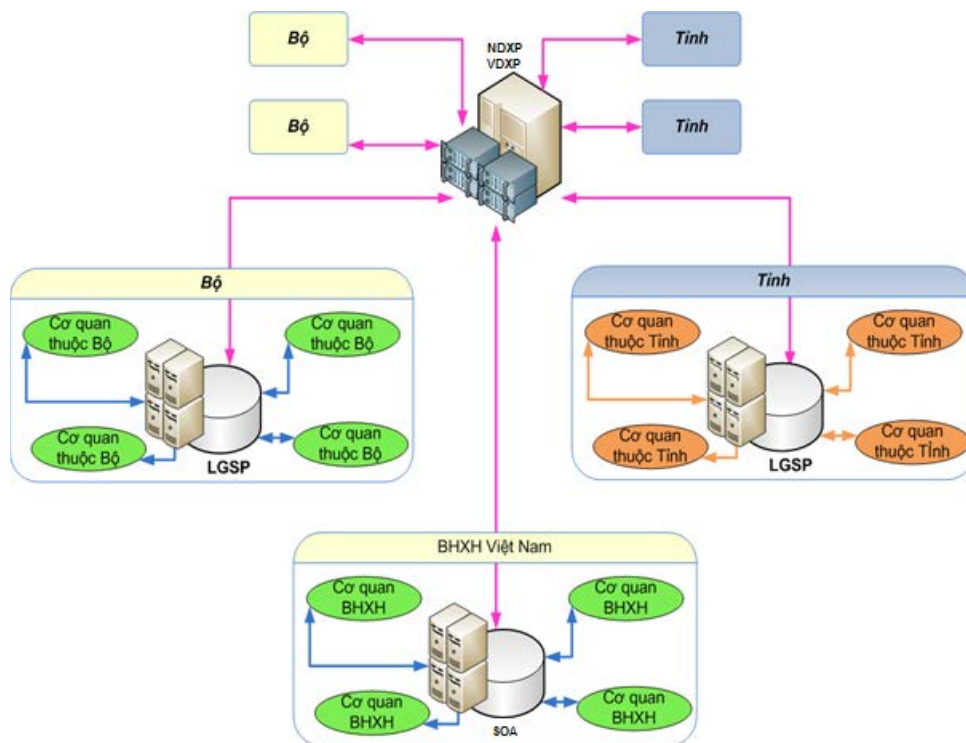 Bộ
NDXP
VDXP
Tỉnh
Bộ
Tỉnh
Bộ
Cơ quan
thuộc Bộ
Cơ quan
thuộc Bộ
Cơ quan
thuộc Bộ
Cơ quan
thuộc Bộ
LGSP
Tỉnh
Cơ quan
thuộc Tỉnh
Cơ quan
thuộc Tỉnh
Cơ quan
thuộc Tỉnh
Cơ quan
thuộc TỈnh
LGSP
BHXH Việt Nam
Cơ quan
BHXH
Cơ quan
BHXH
Cơ quan
BHXH
Cơ quan
BHXH
SOA